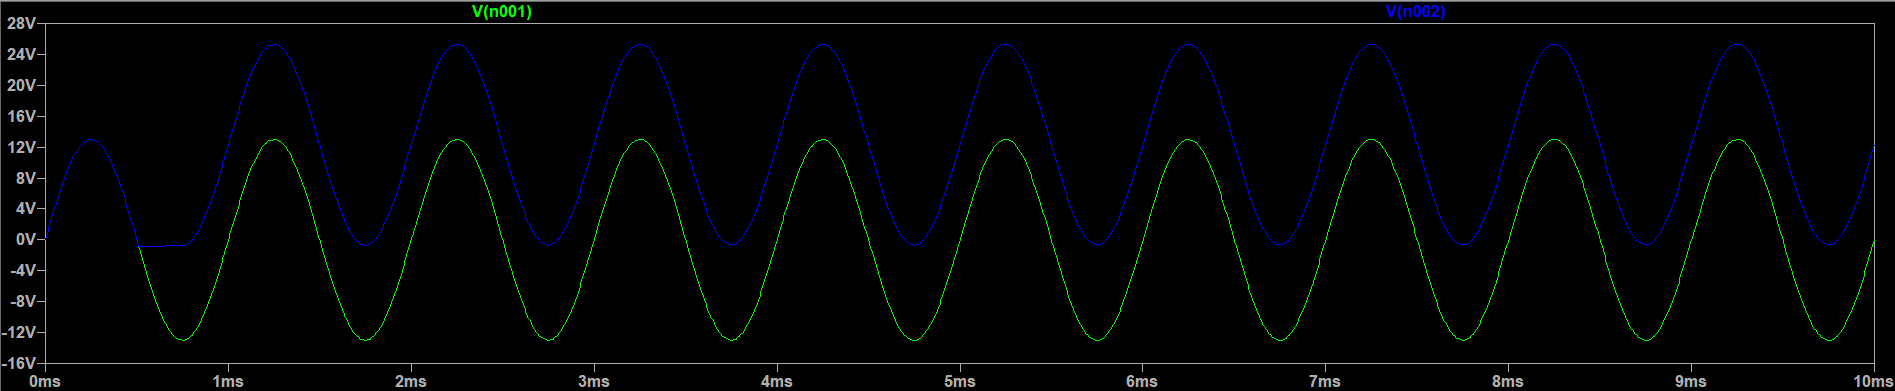 V(n001) V(n002)
28V
24V
20V
16V
12V
8V
4V
0V
-4V
-8V
-12V
-16V
0ms 1ms 2ms 3ms 4ms 5ms 6ms 7ms 8ms 9ms 10ms